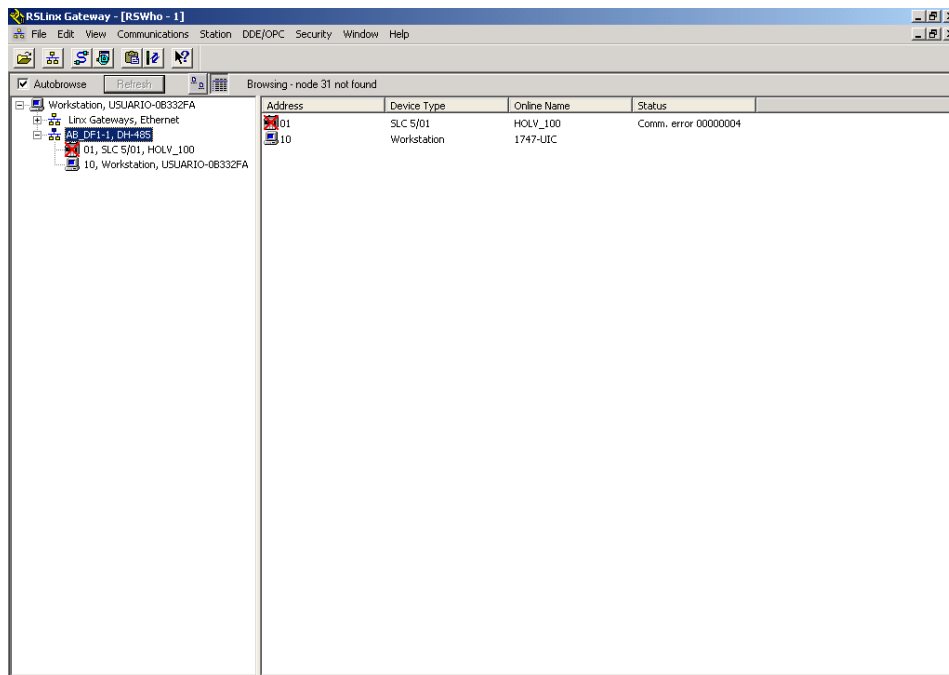 RSLinx Gateway - [RSWho - 1]
File Edit View Communications Station DDE/OPC Security Window Help
Autobrowse Refresh Browsing - node 31 not found
Workstation, USUARIO-0B332FA
Linx Gateways, Ethernet
AB_DF1-1, DH-485
01, SLC 5/01, HOLV_100
10, Workstation, USUARIO-0B332FA
Address Device Type Online Name Status
01 SLC 5/01 HOLV_100 Comm. error 00000004
10 Workstation 1747-UIC